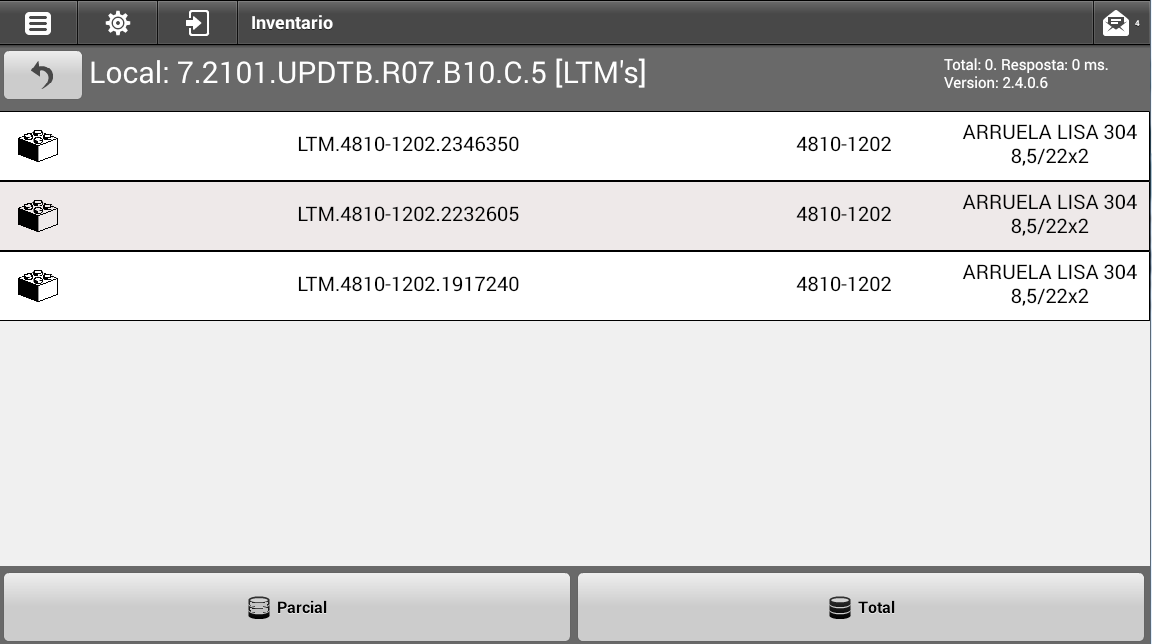 Inventario
4
Local: 7.2101.UPDTB.R07.B10.C.5 [LTM's]
Total: 0. Resposta: 0 ms.
Version: 2.4.0.6
LTM.4810-1202.2346350
4810-1202
ARRUELA LISA 304
8,5/22x2
LTM.4810-1202.2232605
4810-1202
ARRUELA LISA 304
8,5/22x2
LTM.4810-1202.1917240
4810-1202
ARRUELA LISA 304
8,5/22x2
Parcial
Total